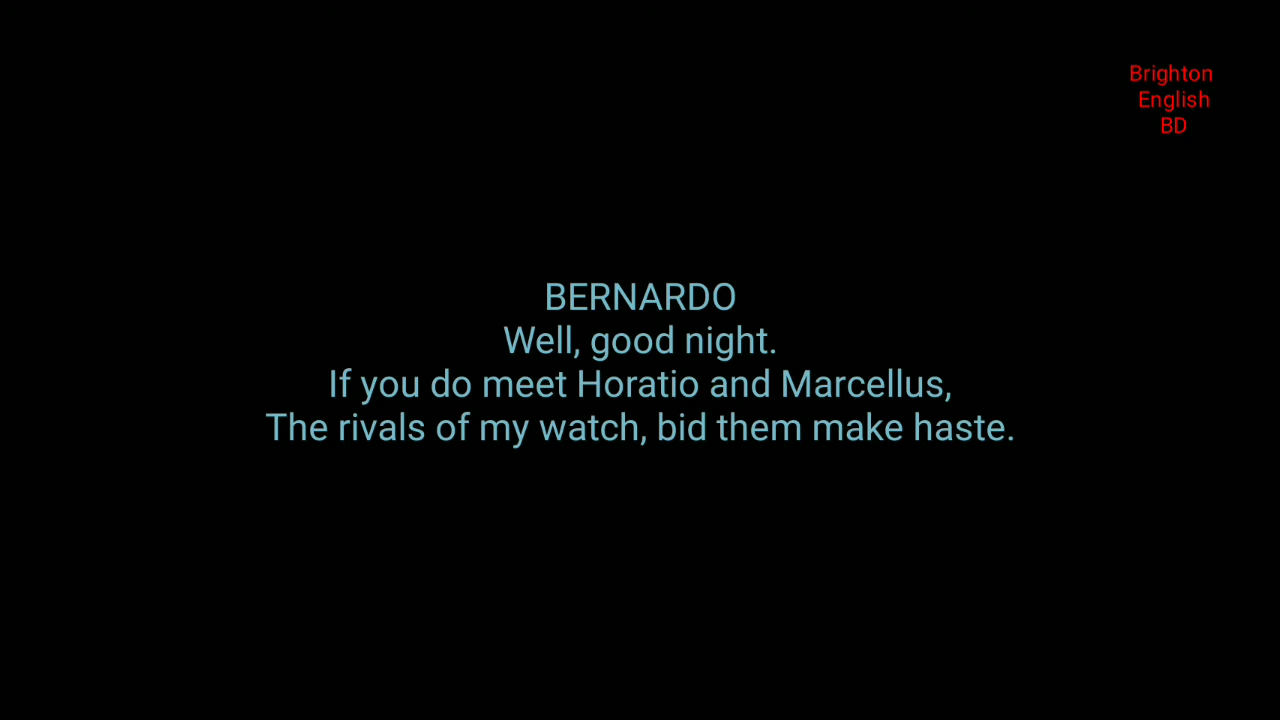 Brighton
English
BD
BERNARDO
Well, good night.
If you do meet Horatio and Marcellus,
The rivals of my watch, bid them make haste.